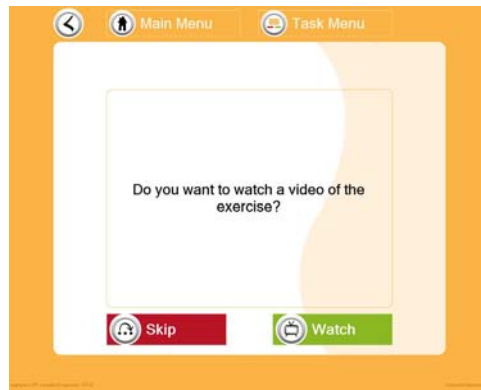 Main Menu
Task Menu
Do you want to watch a video of the
exercise?
Skip
Watch